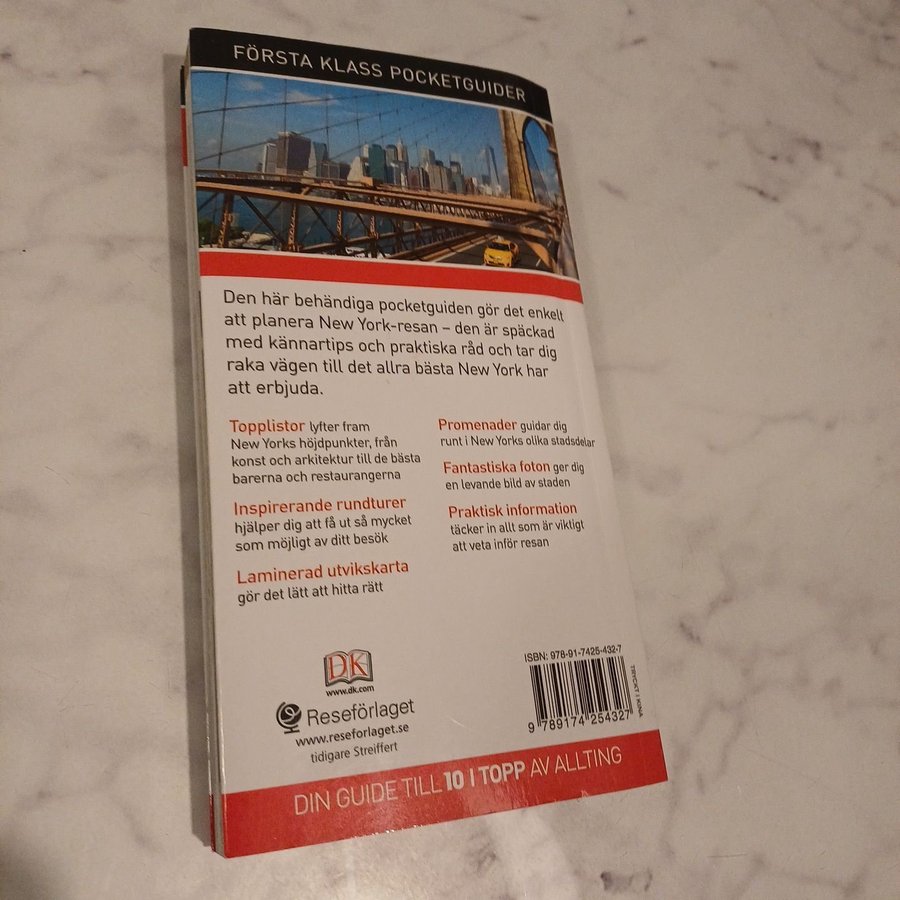 FÖRSTA KLASS POCKETGUIDER
Den här behändiga pocketguiden gör det enkelt
att planera New York-resan – den är späckad
med kännartips och praktiska råd och tar dig
raka vägen till det allra bästa New York har
att erbjuda.
Topplistor lyfter fram
New Yorks höjdpunkter, från
konst och arkitektur till de bästa
barerna och restaurangerna
Inspirerande rundturer
hjälper dig att få ut så mycket
som möjligt av ditt besök
Laminerad utvikskarta
gör det lätt att hitta rätt
Promenader guidar dig
runt i New Yorks olika stadsdelar
Fantastiska foton ger dig
en levande bild av staden
Praktisk information
täcker in allt som är viktigt
att veta inför resan
DK
www.dk.com
Reseförlaget
www.reseforlaget.se
tidigare Streiffert
ISBN: 978-91-7425-432-7
9 789174 254327
TRYCKT I KINA
DIN GUIDE TILL 10 I TOPP AV ALLTING